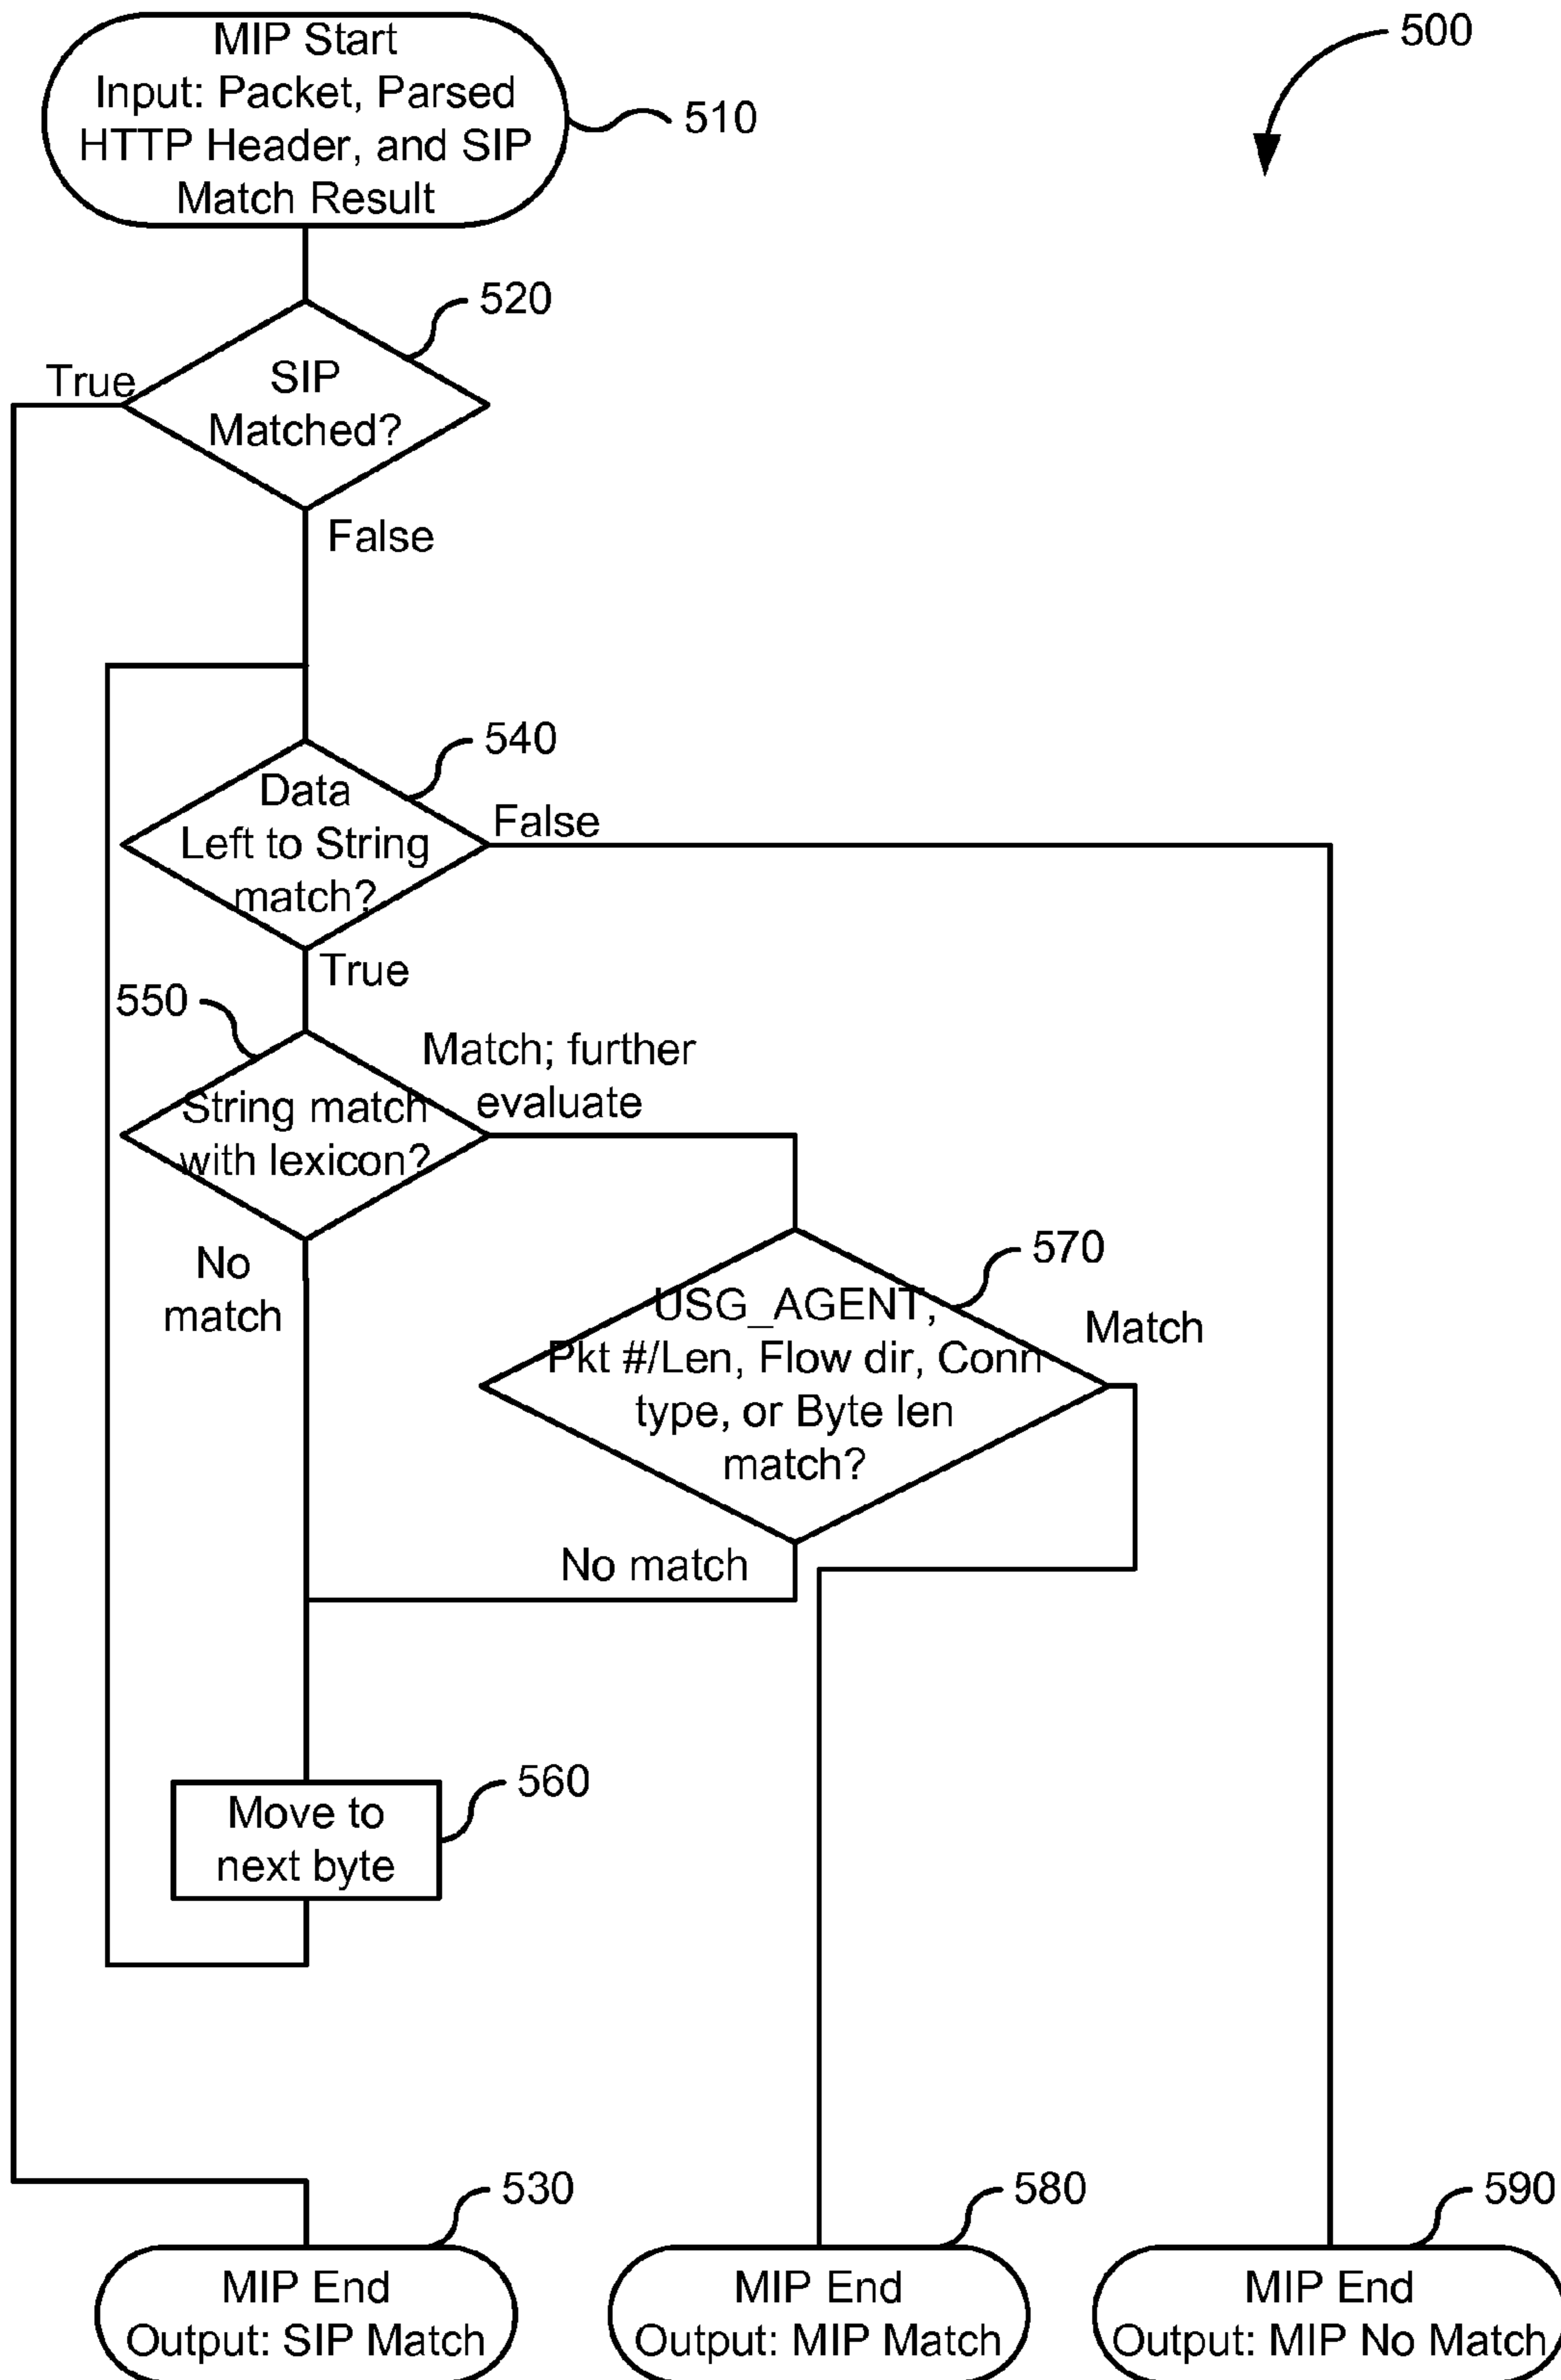 MIP Start
Input: Packet, Parsed
HTTP Header, and SIP
Match Result
510
500
520
True
SIP
Matched?
False
540
Data
Left to String
match?
False
True
550
Match; further
evaluate
String match
with lexicon?
No
match
570
USG_AGENT,
Pkt #/Len, Flow dir, Conn
type, or Byte len
match?
Match
No match
560
Move to
next byte
530
MIP End
Output: SIP Match
580
MIP End
Output: MIP Match
590
MIP End
Output: MIP No Match